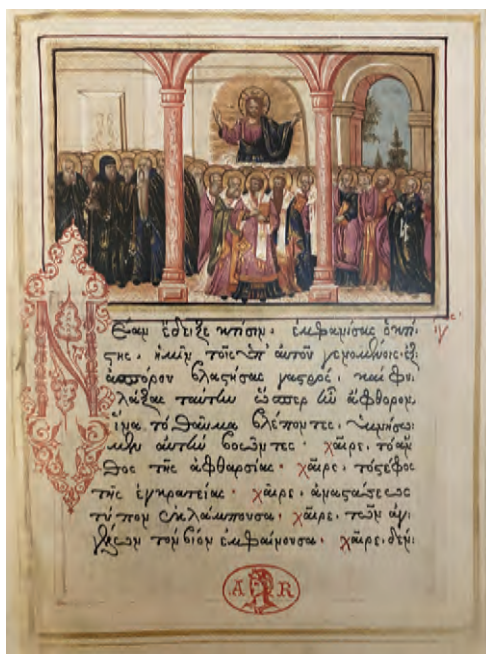 Νέαν ἔδειξε κτήσην· ἐμφανίσας ὁ κτί-
στης· ἡμῖν τοῖς ὑπ' αὐτοῦ γενομένοις· ἐξ
ἀσπόρου βλαστήσας γαστρός· καὶ φυ-
λάξας ταύτην ὥσπερ ἦν ἄφθορον,
ἵνα τὸ θαῦμα βλέποντες· ὑμνήσω-
μεν αὐτὴν βοῶντες· χαῖρε· τὸ ἄν
θος τῆς ἀφθαρσίας· χαῖρε· τὸ στέφος
τῆς ἐγκρατείας· χαῖρε· ἀναστάσεως
τύπον ἐκλάμπουσα· χαῖρε· τῶν ἀγ-
γέλων τὸν βίον ἐμφαίνουσα· χαῖρε· δέν-
A R